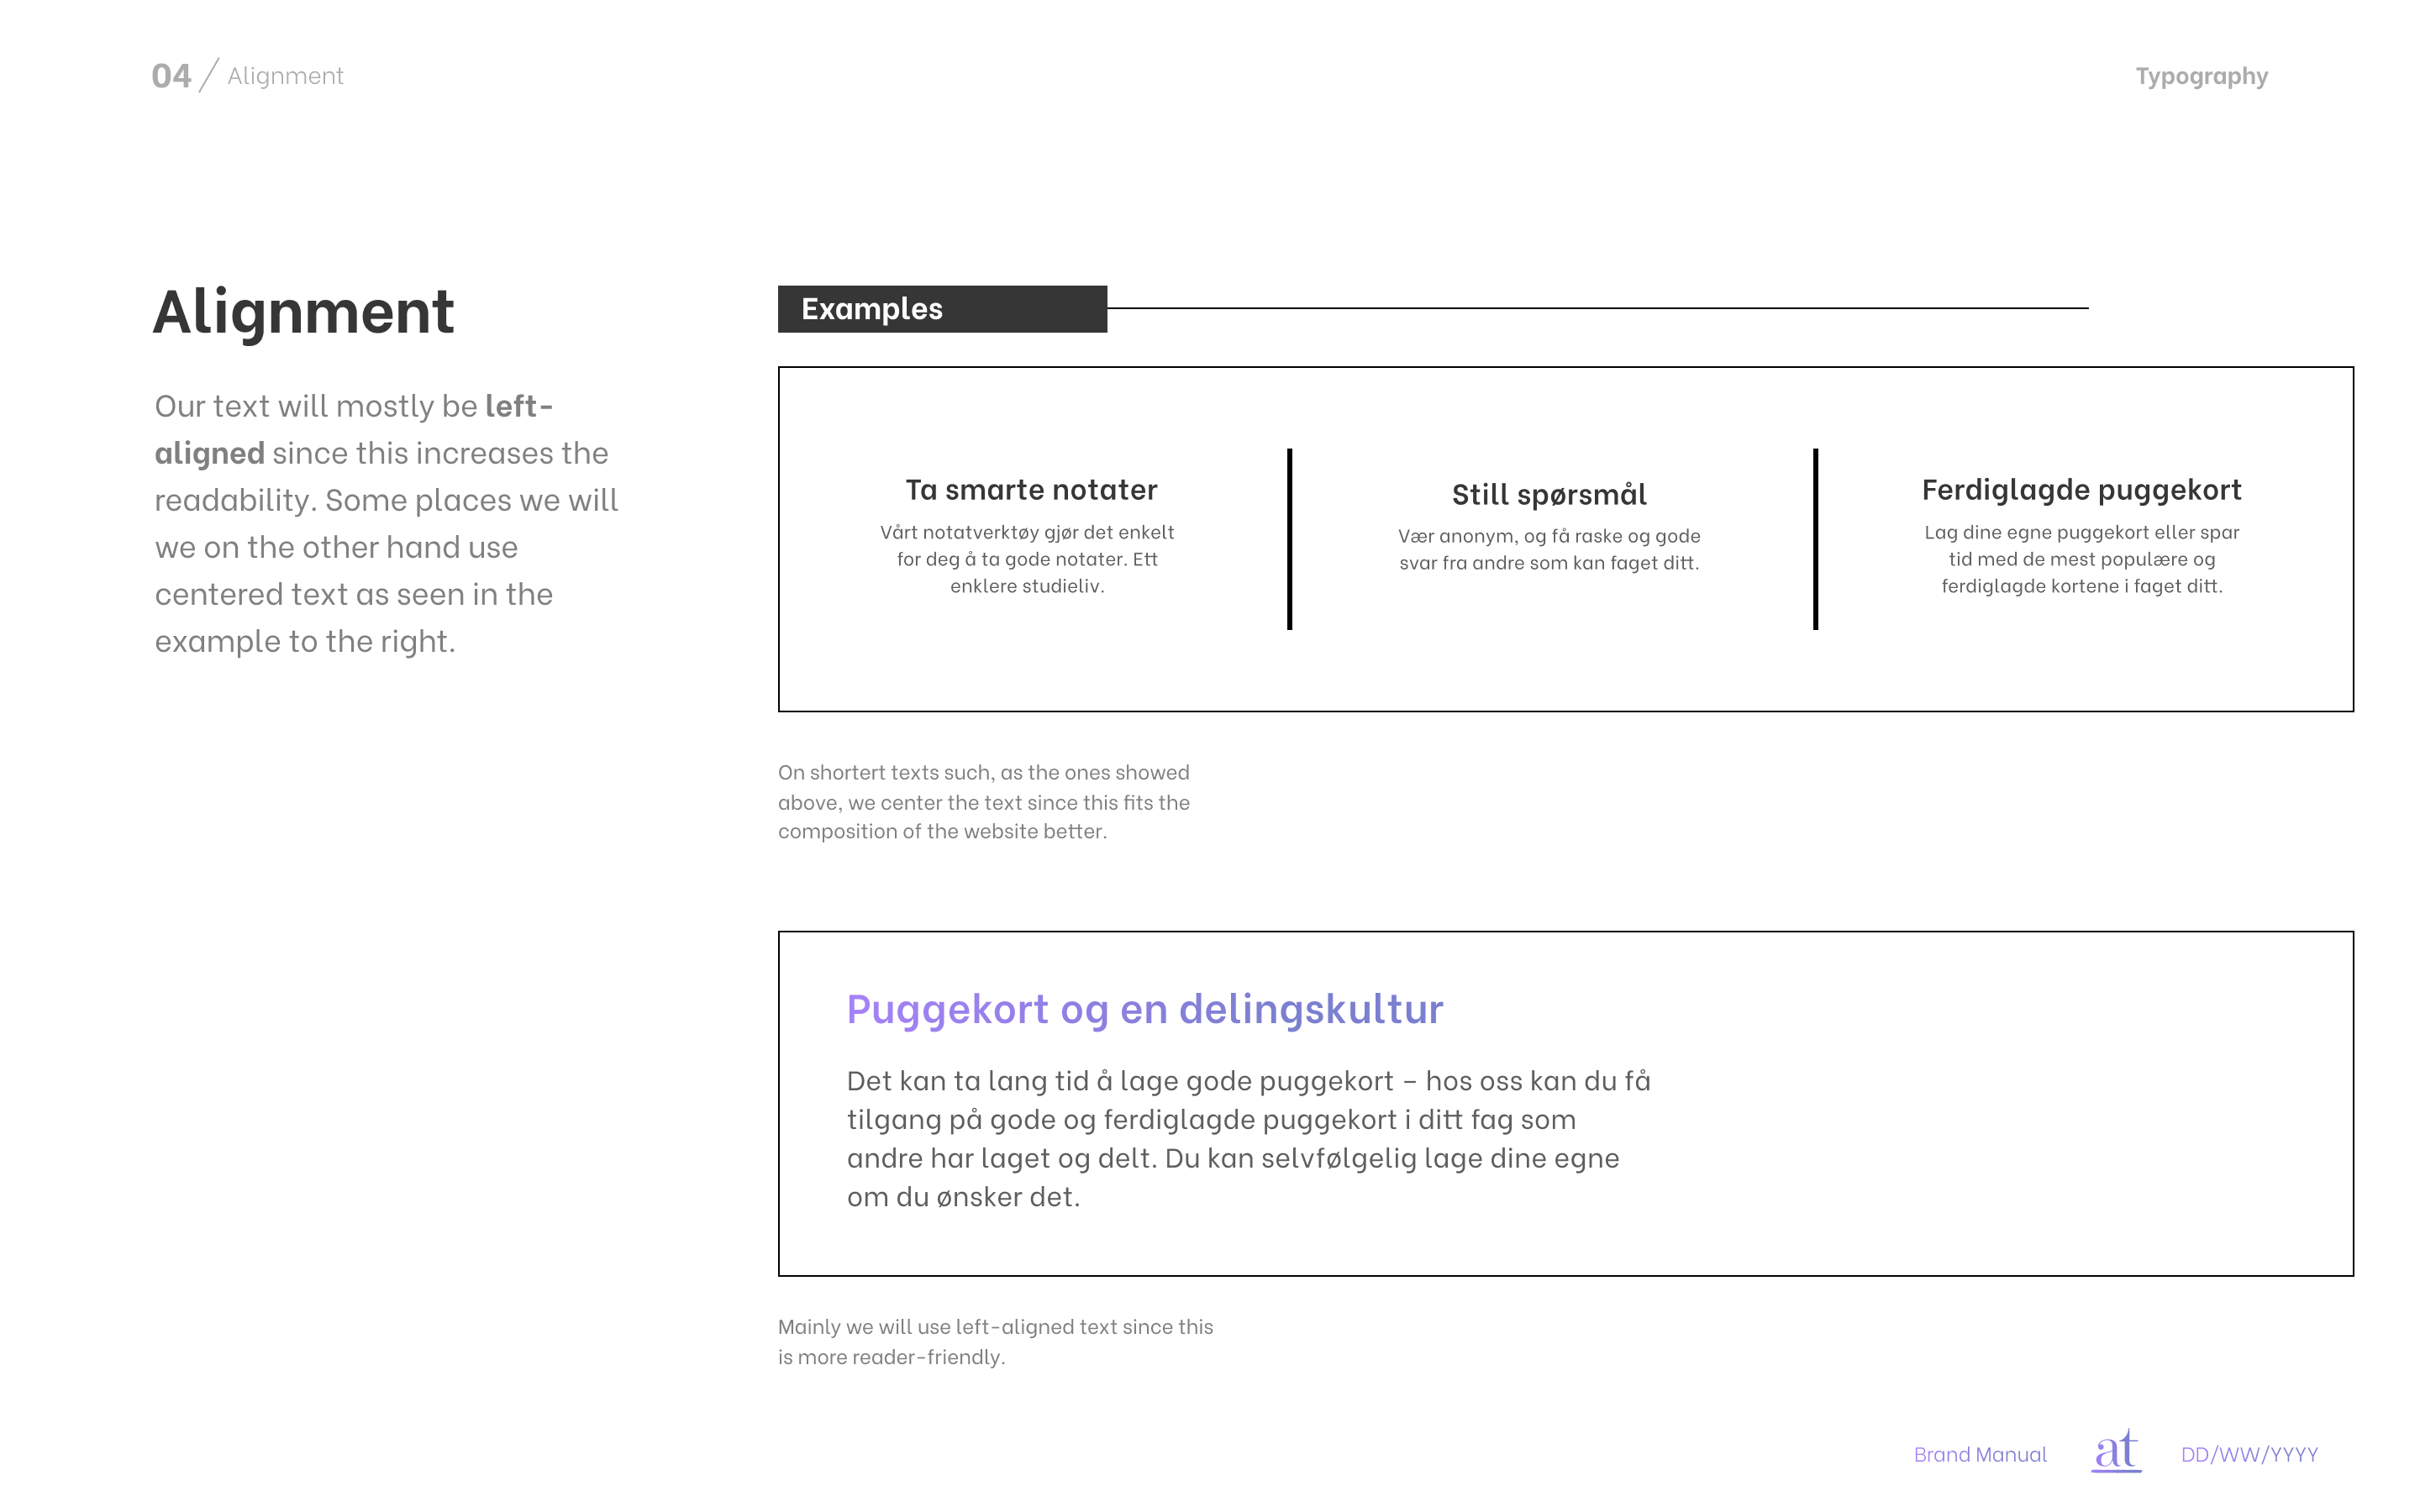 04 / Alignment
Typography
Alignment
Our text will mostly be left-
aligned since this increases the
readability. Some places we will
we on the other hand use
centered text as seen in the
example to the right.
Examples
Ta smarte notater
Vårt notatverktøy gjør det enkelt
for deg å ta gode notater. Ett
enklere studieliv.
Still spørsmål
Vær anonym, og få raske og gode
svar fra andre som kan faget ditt.
Ferdiglagde puggekort
Lag dine egne puggekort eller spar
tid med de mest populære og
ferdiglagde kortene i faget ditt.
On shortert texts such, as the ones showed
above, we center the text since this fits the
composition of the website better.
Puggekort og en delingskultur
Det kan ta lang tid å lage gode puggekort – hos oss kan du få
tilgang på gode og ferdiglagde puggekort i ditt fag som
andre har laget og delt. Du kan selvfølgelig lage dine egne
om du ønsker det.
Mainly we will use left-aligned text since this
is more reader-friendly.
Brand Manual
at
DD/WW/YYYY